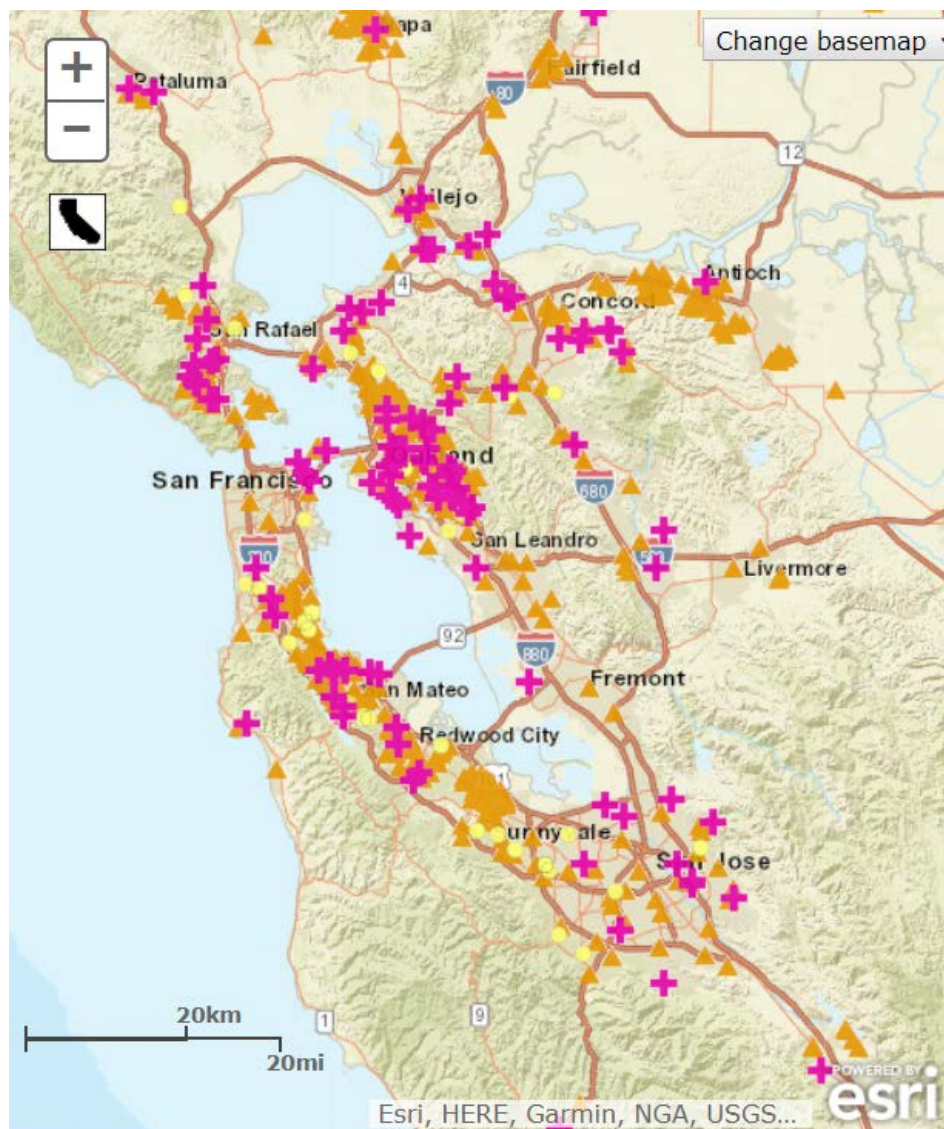 Change basemap
+
Fairfield
80
−
12
Vallejo
4
Antioch
Concord
San Rafael
Oakland
San Francisco
680
San Leandro
Livermore
92
880
Fremont
San Mateo
Redwood City
101
Sunnyvale
San Jose
20km
20mi
1
9
POWERED BY
esri
Esri, HERE, Garmin, NGA, USGS...